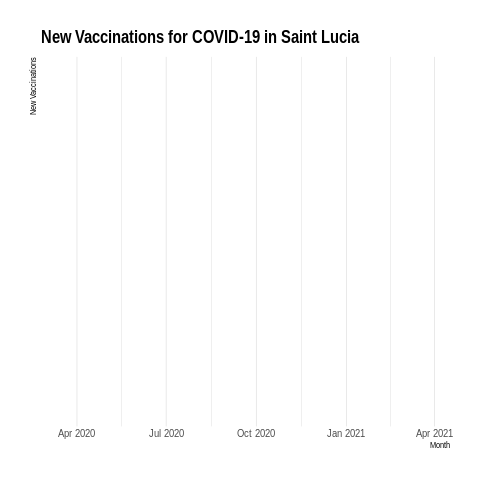 New Vaccinations for COVID-19 in Saint Lucia
New Vaccinations
Apr 2020 Jul 2020 Oct 2020 Jan 2021 Apr 2021
Month